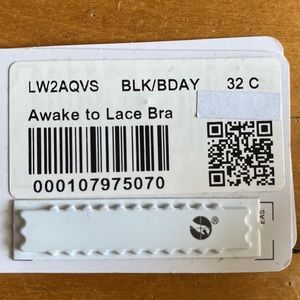 LW2AQVS BLK/BDAY 32 C
Awake to Lace Bra
000107975070
®
EAS